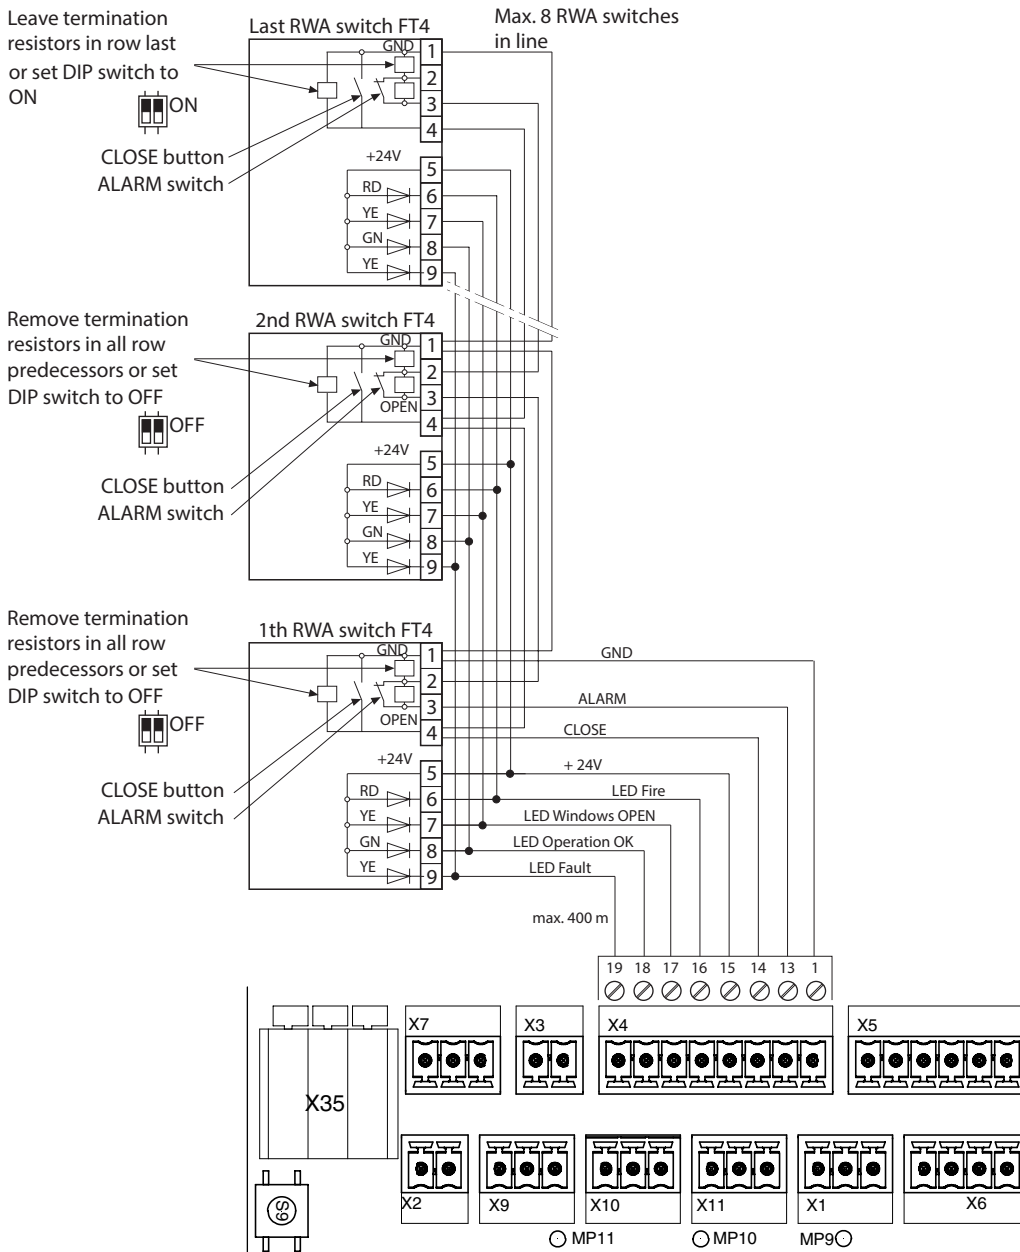 Leave termination
resistors in row last
or set DIP switch to
ON
ON
CLOSE button
ALARM switch
Last RWA switch FT4
GND
1
2
3
4
+24V
5
RD
6
YE
7
GN
8
YE
9
Max. 8 RWA switches
in line
Remove termination
resistors in all row
predecessors or set
DIP switch to OFF
OFF
CLOSE button
ALARM switch
2nd RWA switch FT4
GND
1
2
3
OPEN
4
+24V
5
RD
6
YE
7
GN
8
YE
9
Remove termination
resistors in all row
predecessors or set
DIP switch to OFF
OFF
CLOSE button
ALARM switch
1th RWA switch FT4
GND
1
2
3
OPEN
4
+24V
5
RD
6
YE
7
GN
8
YE
9
GND
ALARM
CLOSE
+ 24V
LED Fire
LED Windows OPEN
LED Operation OK
LED Fault
max. 400 m
19 18 17 16 15 14 13 1
X7 X3 X4 X5
X35
X2 X9 X10 X11 X1 X6
S9
MP11 MP10 MP9